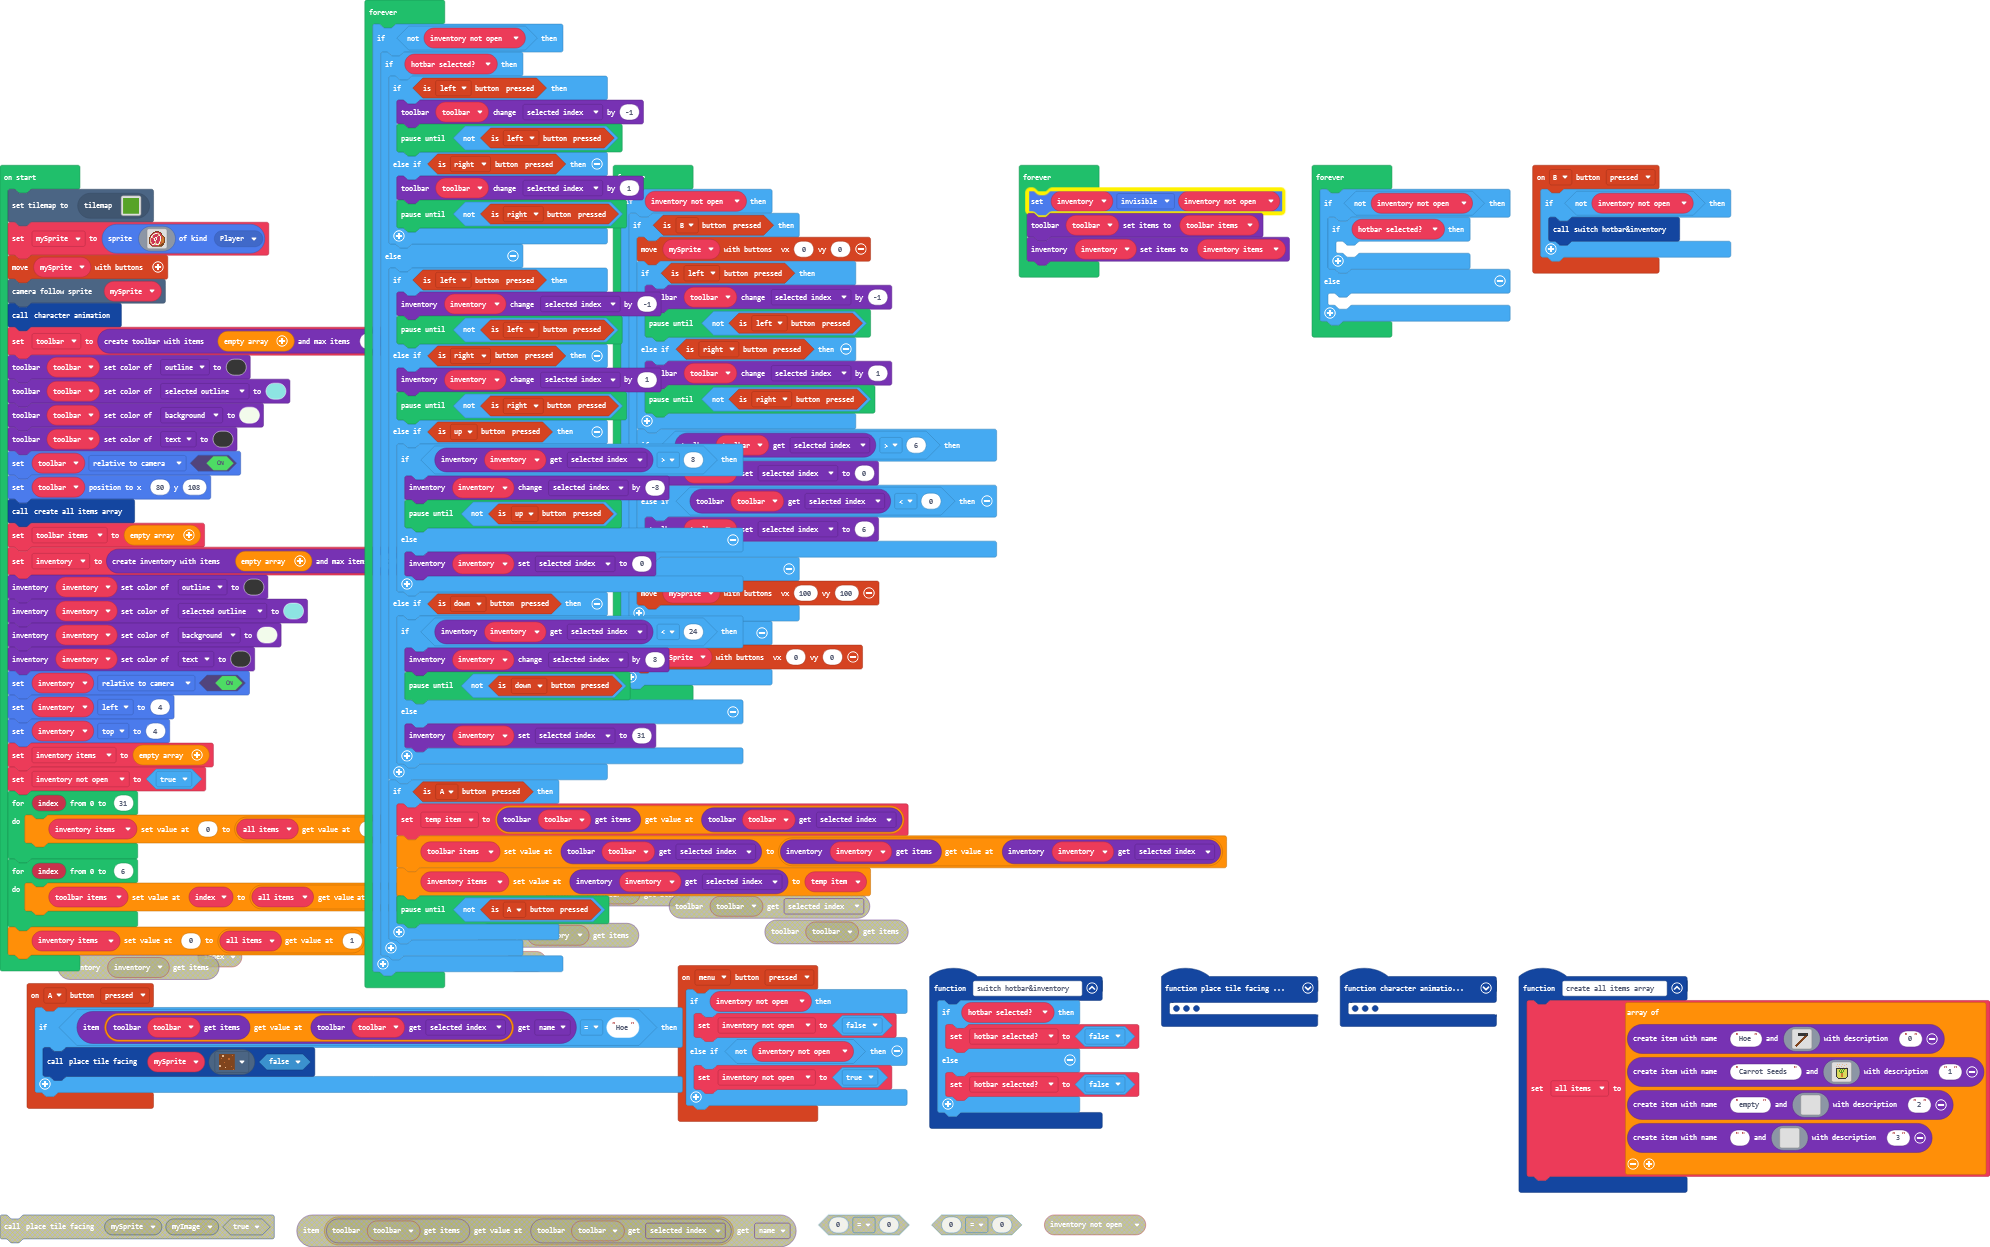 on start
set tilemap to tilemap
set mySprite to sprite of kind Player
move mySprite with buttons
camera follow sprite mySprite
call character animation
set toolbar to create toolbar with items empty array and max items
toolbar toolbar set color of outline to
toolbar toolbar set color of selected outline to
toolbar toolbar set color of background to
toolbar toolbar set color of text to
set toolbar relative to camera ON
set toolbar position to x 80 y 108
call create all items array
set toolbar items to empty array
set inventory to create inventory with items empty array and max item
inventory inventory set color of outline to
inventory inventory set color of selected outline to
inventory inventory set color of background to
inventory inventory set color of text to
set inventory relative to camera ON
set inventory left to 4
set inventory top to 4
set inventory items to empty array
set inventory not open to true
for index from 0 to 31
do
inventory items set value at 0 to all items get value at
for index from 0 to 6
do
toolbar items set value at index to all items get value at
inventory items set value at 0 to all items get value at 1
inventory get items
forever
if not inventory not open then
if hotbar selected? then
if is left button pressed then
toolbar toolbar change selected index by -1
pause until not is left button pressed
else if is right button pressed then
toolbar toolbar change selected index by 1
pause until not is right button pressed
else
if is left button pressed then
inventory inventory change selected index by -1
pause until not is left button pressed
else if is right button pressed then
inventory inventory change selected index by 1
pause until not is right button pressed
else if is up button pressed then
if inventory inventory get selected index > 8 then
inventory inventory change selected index by -8
pause until not is up button pressed
else
inventory inventory set selected index to 0
else if is down button pressed then
if inventory inventory get selected index < 24 then
inventory inventory change selected index by 8
pause until not is down button pressed
else
inventory inventory set selected index to 31
if is A button pressed then
set temp item to toolbar toolbar get items get value at toolbar toolbar get selected index
toolbar items set value at toolbar toolbar get selected index to inventory inventory get items get value at inventory inventory get selected index
inventory items set value at inventory inventory get selected index to temp item
pause until not is A button pressed
inventory not open then
if is B button pressed then
move mySprite with buttons vx 0 vy 0
if is left button pressed then
lbar toolbar change selected index by -1
pause until not is left button pressed
else if is right button pressed then
lbar toolbar change selected index by 1
pause until not is right button pressed
get selected index > 6 then
set selected index to 0
else if toolbar toolbar get selected index < 0 then
set selected index to 6
move mySprite with buttons vx 100 vy 100
Sprite with buttons vx 0 vy 0
toolbar toolbar get selected index
get items
toolbar toolbar get items
forever
set inventory invisible inventory not open
toolbar toolbar set items to toolbar items
inventory inventory set items to inventory items
forever
if not inventory not open then
if hotbar selected? then
else
on B button pressed
if not inventory not open then
call switch hotbar&inventory
on A button pressed
if item toolbar toolbar get items get value at toolbar toolbar get selected index get name = "Hoe" then
call place tile facing mySprite false
on menu button pressed
if inventory not open then
set inventory not open to false
else if not inventory not open then
set inventory not open to true
function switch hotbar&inventory
if hotbar selected? then
set hotbar selected? to false
else
set hotbar selected? to false
function place tile facing ...
function character animatio...
function create all items array
set all items to array of
create item with name "Hoe" and with description "0"
create item with name "Carrot Seeds" and with description "1"
create item with name "empty" and with description "2"
create item with name " " and with description "3"
call place tile facing mySprite myImage true
item toolbar toolbar get items get value at toolbar toolbar get selected index get name
0 = 0
0 = 0
inventory not open